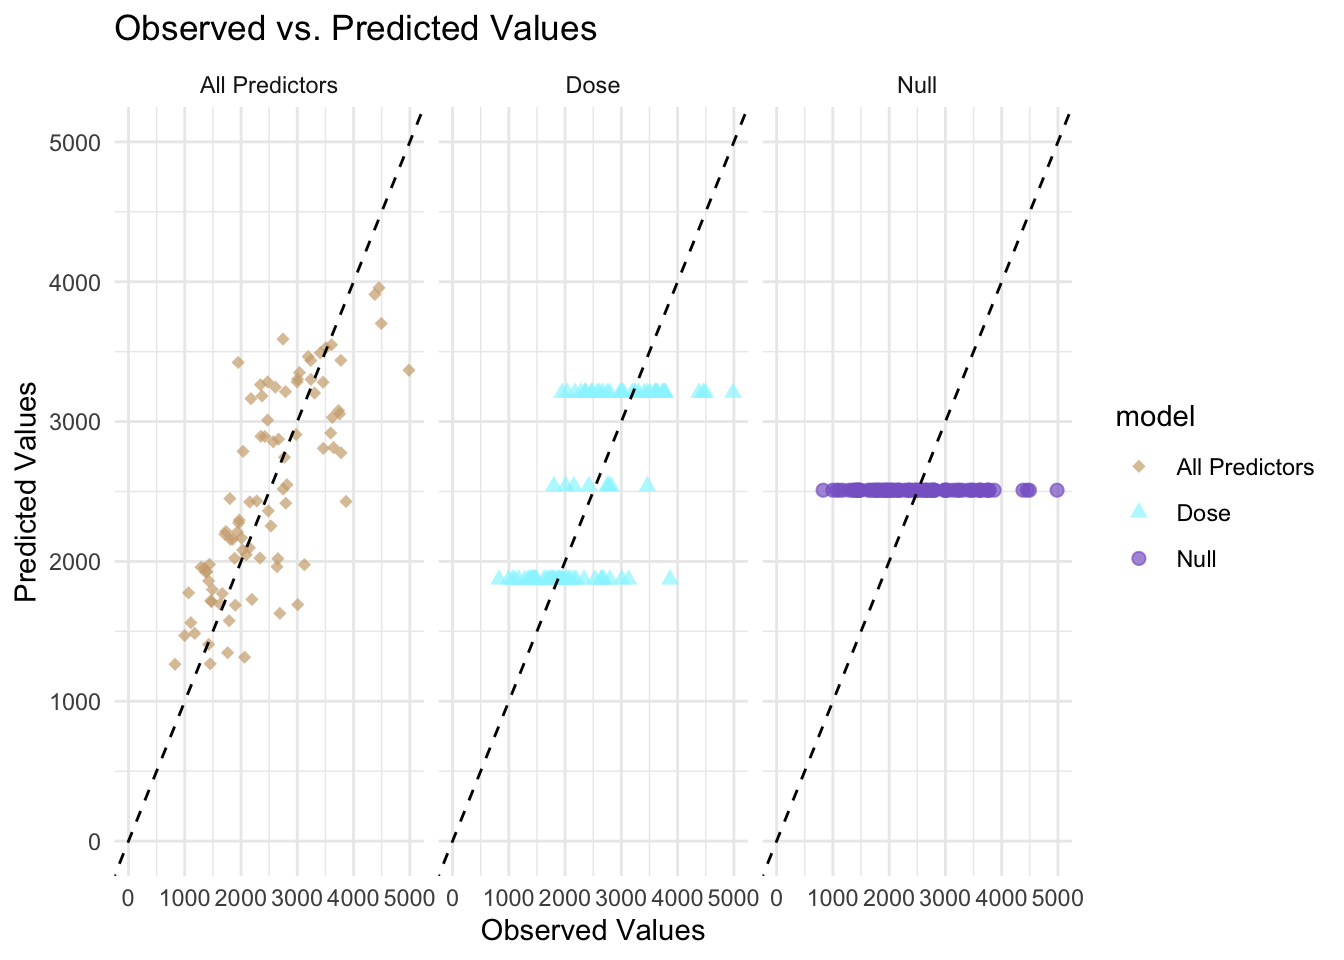 Observed vs. Predicted Values
All Predictors
Dose
Null
5000
4000
3000
2000
1000
0
Predicted Values
0 1000 2000 3000 4000 5000
0 1000 2000 3000 4000 5000
0 1000 2000 3000 4000 5000
Observed Values
model
All Predictors
Dose
Null